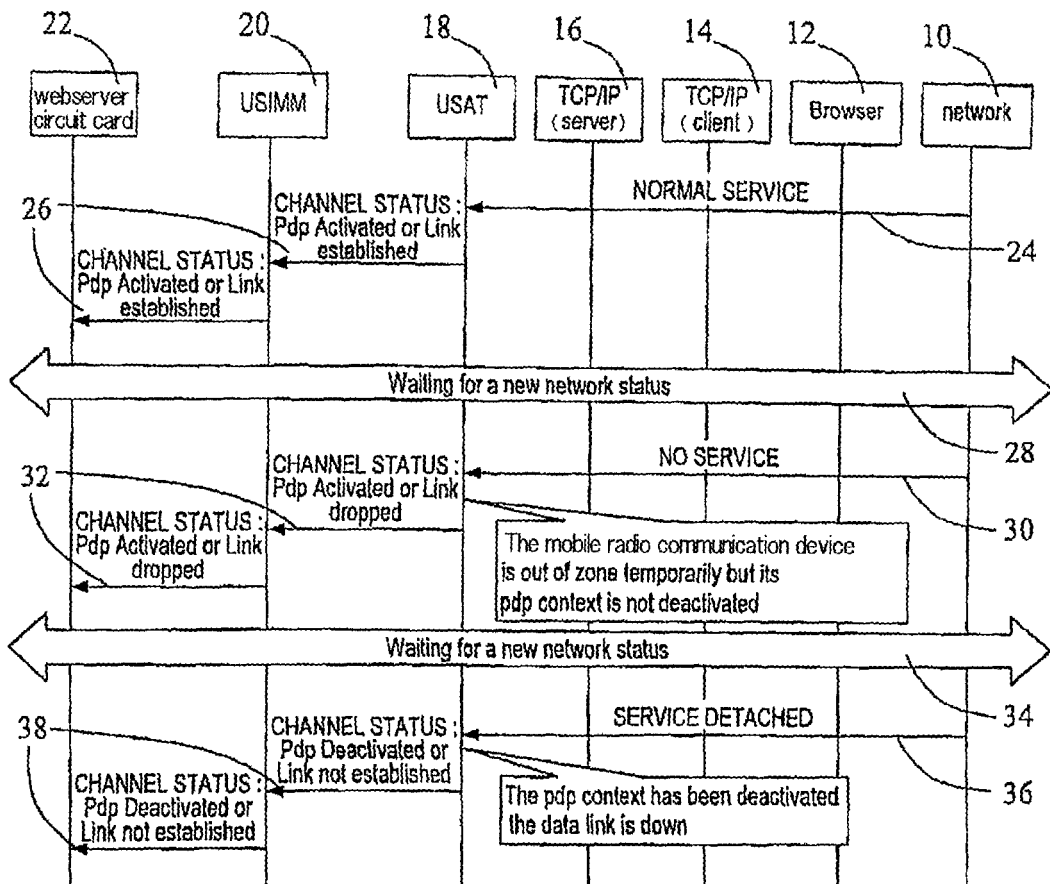 22
20
18
16
14
12
10
webserver
circuit card
USIMM
USAT
TCP/IP
(server)
TCP/IP
(client)
Browser
network
NORMAL SERVICE
24
26
CHANNEL STATUS :
Pdp Activated or Link
established
CHANNEL STATUS :
Pdp Activated or Link
established
Waiting for a new network status
28
NO SERVICE
30
32
CHANNEL STATUS :
Pdp Activated or Link
dropped
CHANNEL STATUS :
Pdp Activated or Link
dropped
The mobile radio communication device
is out of zone temporarily but its
pdp context is not deactivated
Waiting for a new network status
34
SERVICE DETACHED
36
38
CHANNEL STATUS :
Pdp Deactivated or
Link not established
CHANNEL STATUS :
Pdp Deactivated or
Link not established
The pdp context has been deactivated
the data link is down